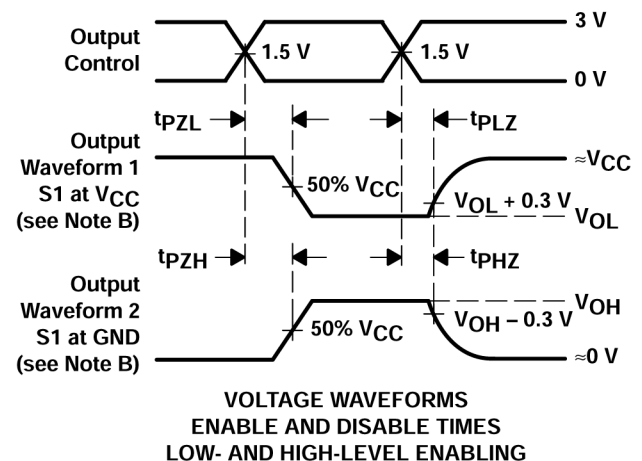 Output
Control
1.5 V
1.5 V
3 V
0 V
tPZL
tPLZ
Output
Waveform 1
S1 at VCC
(see Note B)
50% VCC
≈VCC
VOL + 0.3 V
VOL
tPZH
tPHZ
Output
Waveform 2
S1 at GND
(see Note B)
50% VCC
VOH
VOH – 0.3 V
≈0 V
VOLTAGE WAVEFORMS
ENABLE AND DISABLE TIMES
LOW- AND HIGH-LEVEL ENABLING